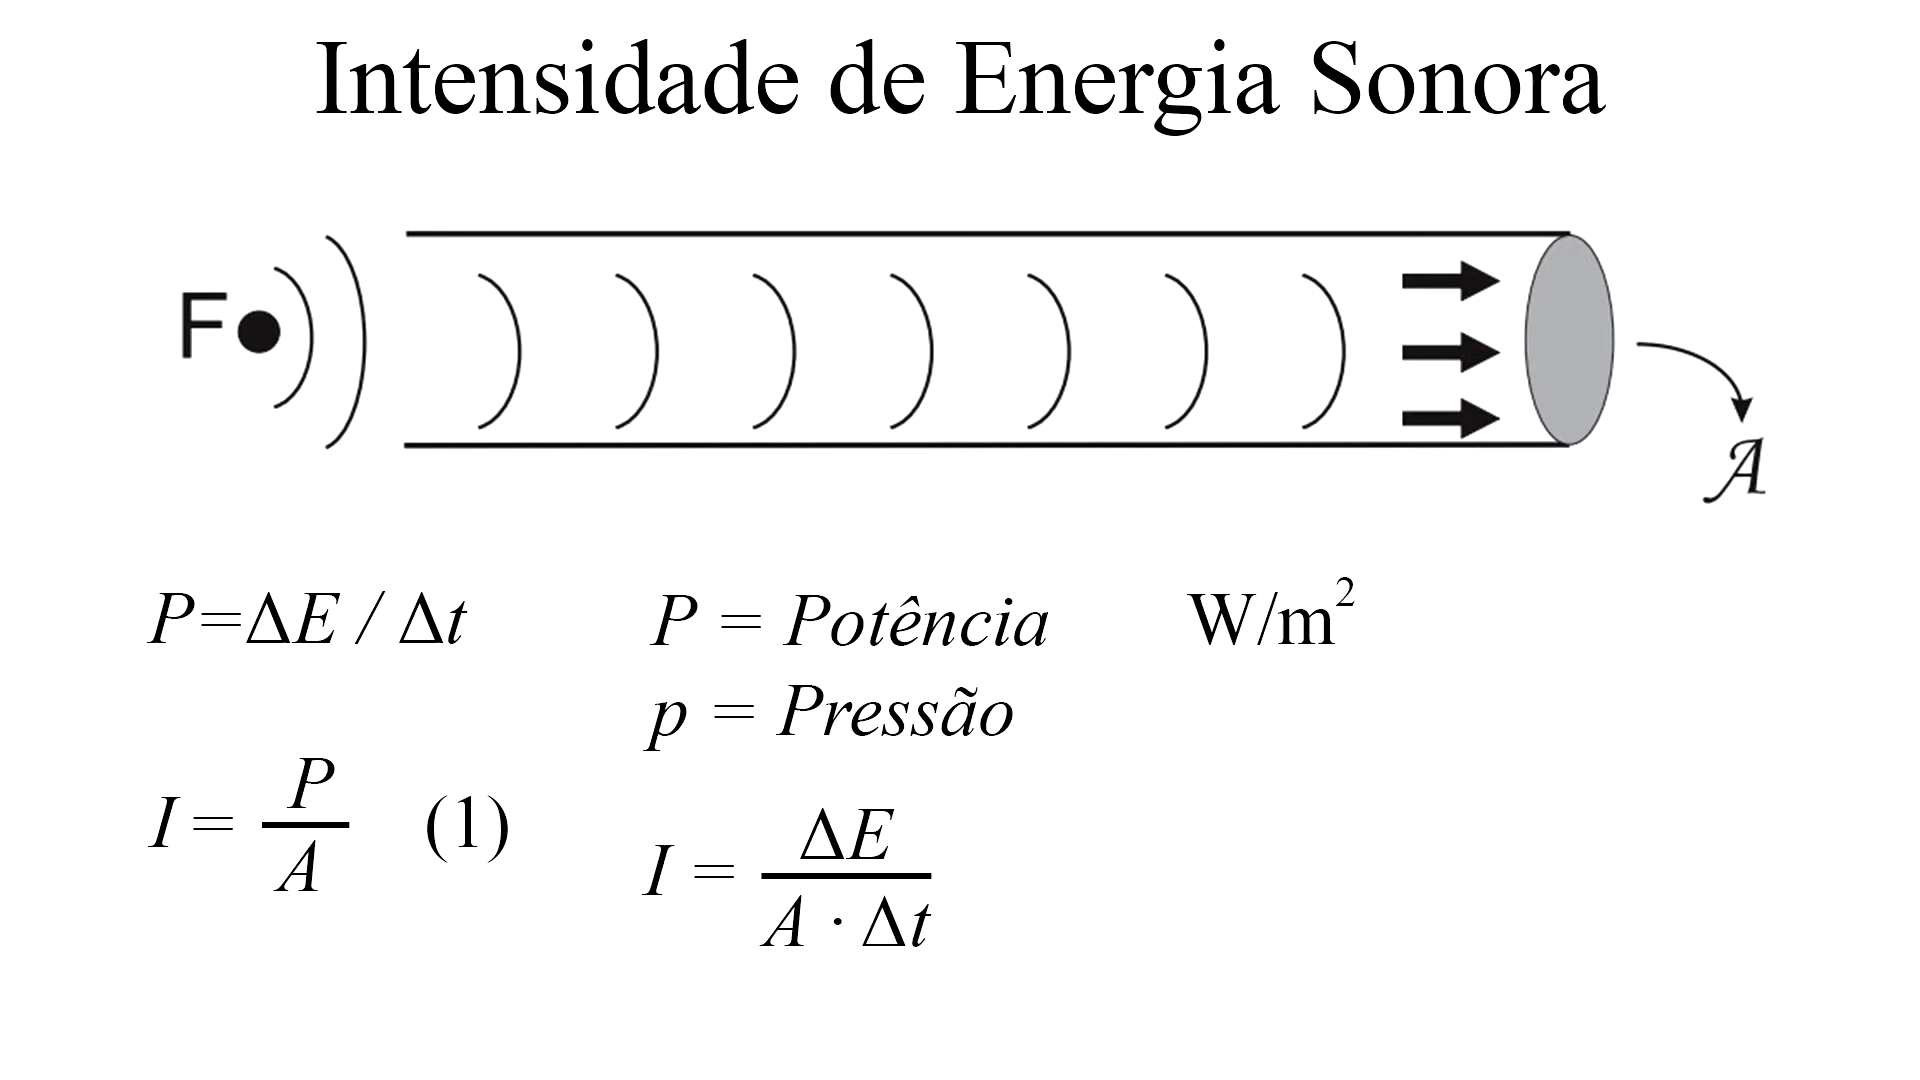 Intensidade de Energia Sonora
F
A
P=ΔE / Δt
P = Potência
W/m²
p = Pressão
I = P/A (1)
I = ΔE/A · Δt